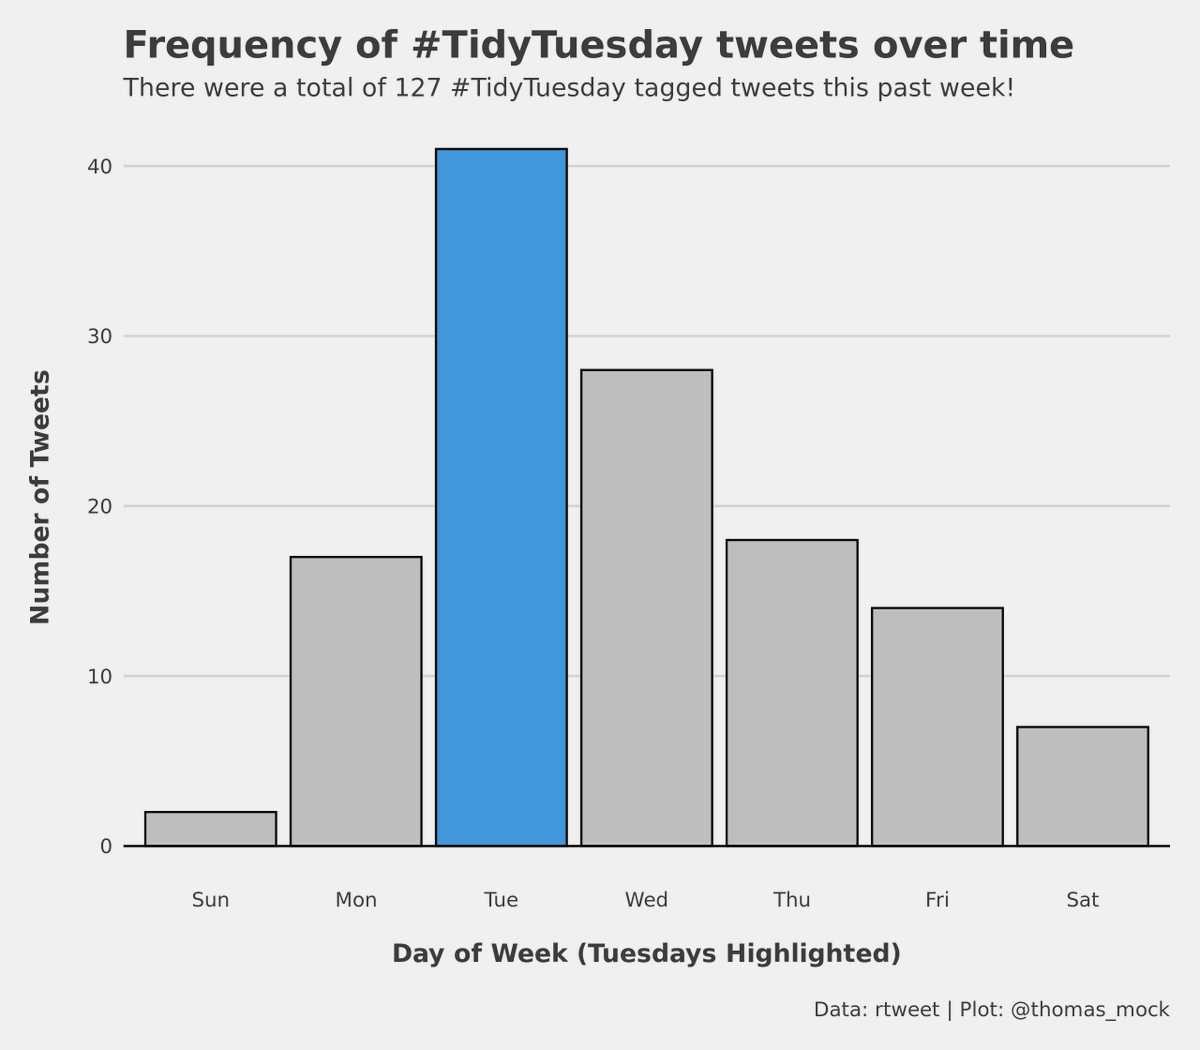 Frequency of #TidyTuesday tweets over time
There were a total of 127 #TidyTuesday tagged tweets this past week!
Number of Tweets
40
30
20
10
0
Sun Mon Tue Wed Thu Fri Sat
Day of Week (Tuesdays Highlighted)
Data: rtweet | Plot: @thomas_mock